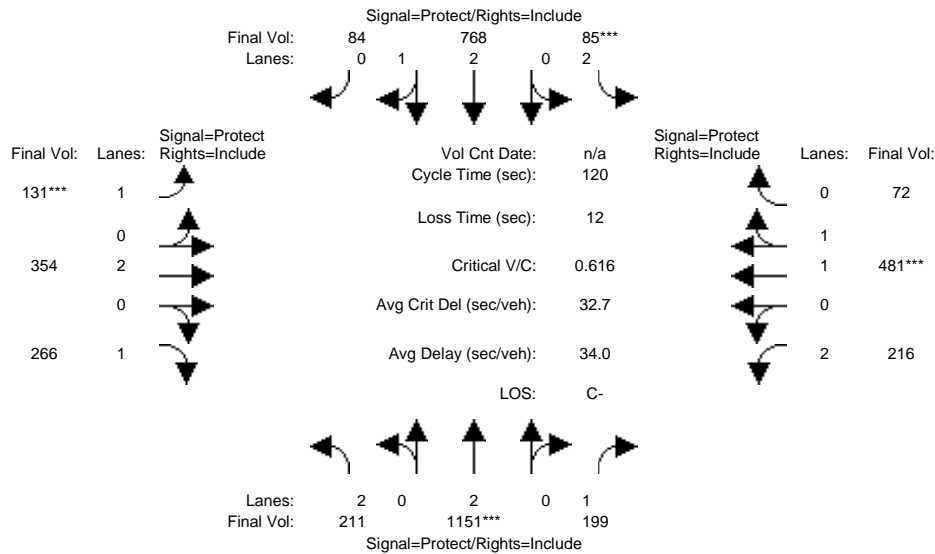 Signal=Protect/Rights=Include
Final Vol: 84 768 85***
Lanes: 0 1 2 0 2
Signal=Protect
Final Vol: Lanes: Rights=Include
Vol Cnt Date: n/a
Signal=Protect
Rights=Include Lanes: Final Vol:
Cycle Time (sec): 120
131*** 1
0 72
Loss Time (sec): 12
0
1
354 2
Critical V/C: 0.616
1 481***
0
Avg Crit Del (sec/veh): 32.7
0
266 1
Avg Delay (sec/veh): 34.0
2 216
LOS: C-
Lanes: 2 0 2 0 1
Final Vol: 211 1151*** 199
Signal=Protect/Rights=Include